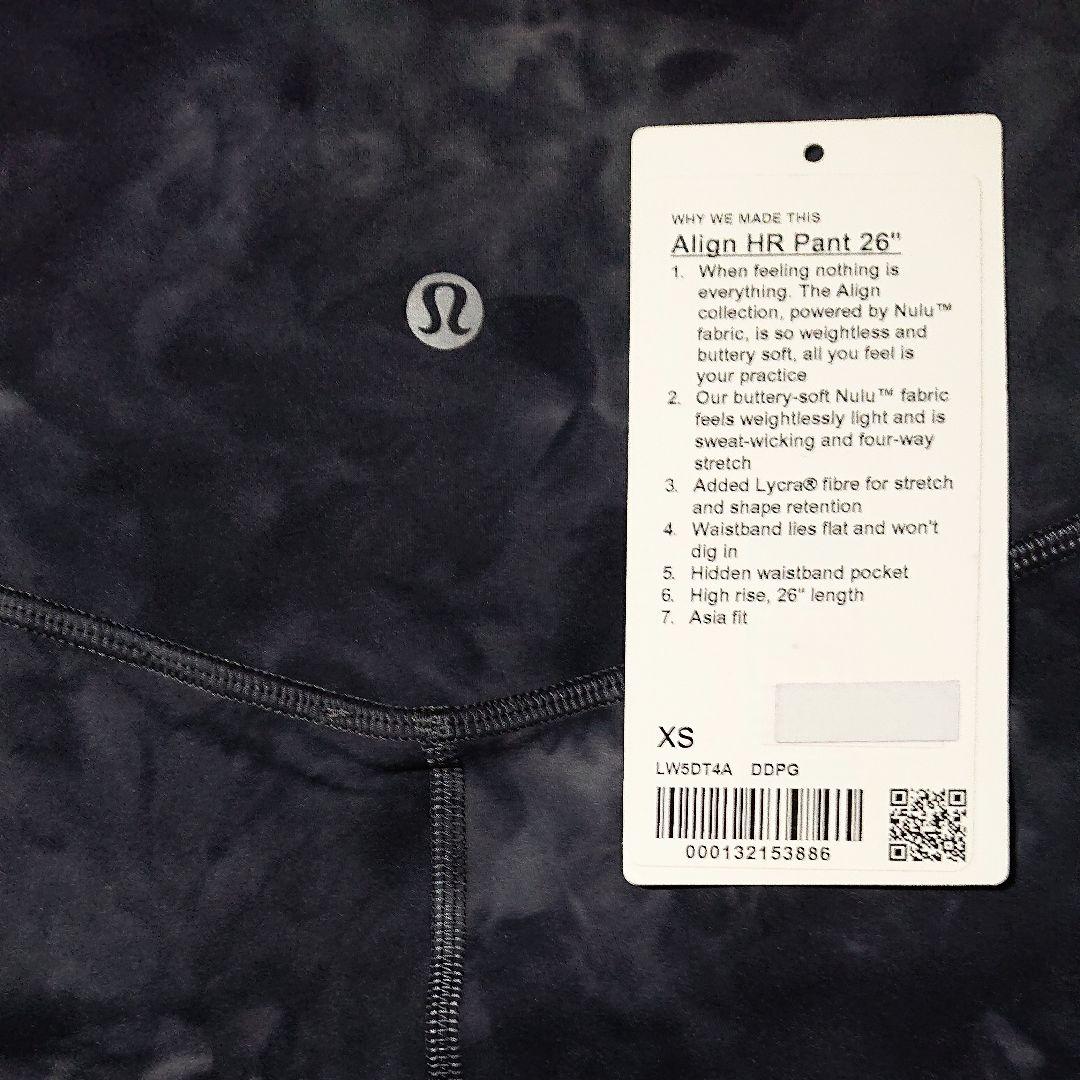 WHY WE MADE THIS
Align HR Pant 26"
1. When feeling nothing is
everything. The Align
collection, powered by Nulu™
fabric, is so weightless and
buttery soft, all you feel is
your practice
2. Our buttery-soft Nulu™ fabric
feels weightlessly light and is
sweat-wicking and four-way
stretch
3. Added Lycra® fibre for stretch
and shape retention
4. Waistband lies flat and won't
dig in
5. Hidden waistband pocket
6. High rise, 26" length
7. Asia fit
XS
LW5DT4A DDPG
000132153886